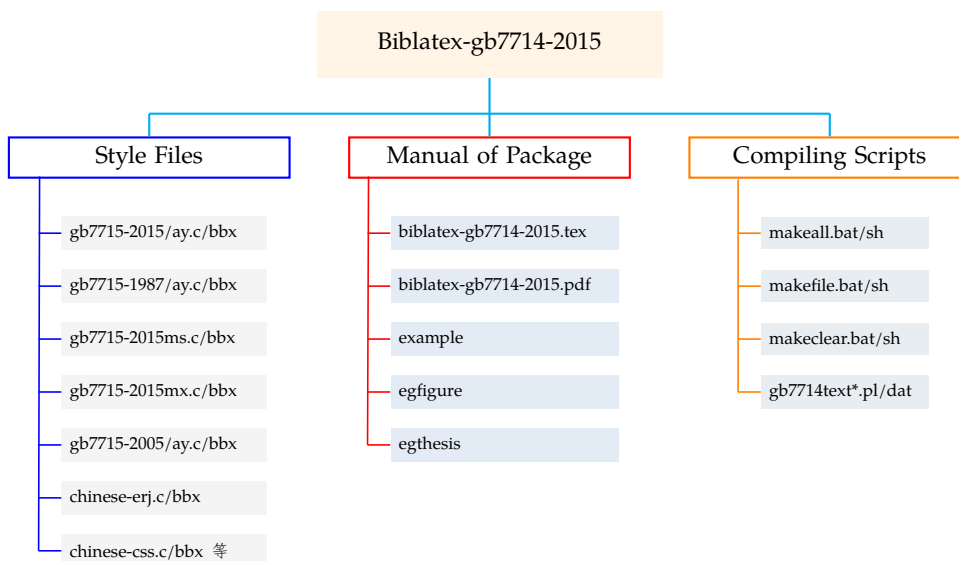 Biblatex-gb7714-2015
Style Files
gb7715-2015/ay.c/bbx
gb7715-1987/ay.c/bbx
gb7715-2015ms.c/bbx
gb7715-2015mx.c/bbx
gb7715-2005/ay.c/bbx
chinese-erj.c/bbx
chinese-css.c/bbx 等
Manual of Package
biblatex-gb7714-2015.tex
biblatex-gb7714-2015.pdf
example
egfigure
egthesis
Compiling Scripts
makeall.bat/sh
makefile.bat/sh
makeclear.bat/sh
gb7714text*.pl/dat